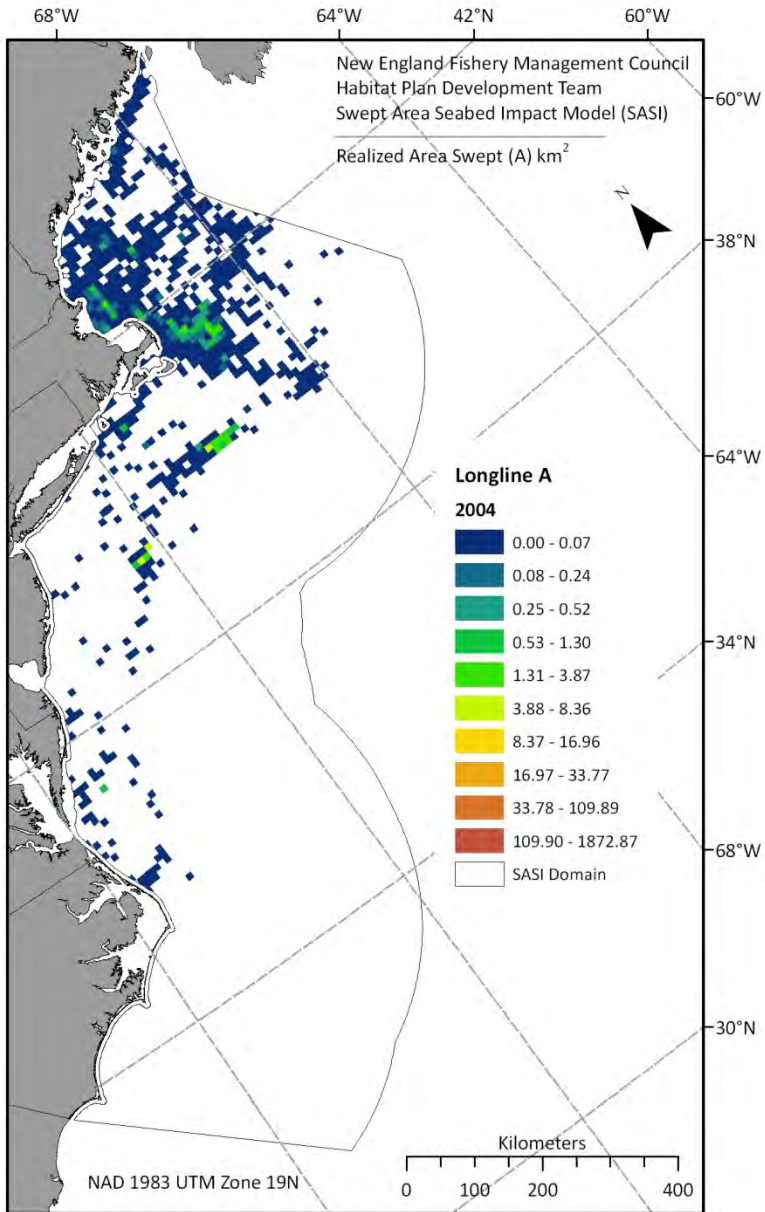 68°W 64°W 42°N 60°W
New England Fishery Management Council
Habitat Plan Development Team
Swept Area Seabed Impact Model (SASI)
Realized Area Swept (A) km²
60°W
N
38°N
64°W
Longline A
2004
0.00 - 0.07
0.08 - 0.24
0.25 - 0.52
0.53 - 1.30
1.31 - 3.87
3.88 - 8.36
8.37 - 16.96
16.97 - 33.77
33.78 - 109.89
109.90 - 1872.87
SASI Domain
34°N
68°W
30°N
Kilometers
0 100 200 300 400
NAD 1983 UTM Zone 19N